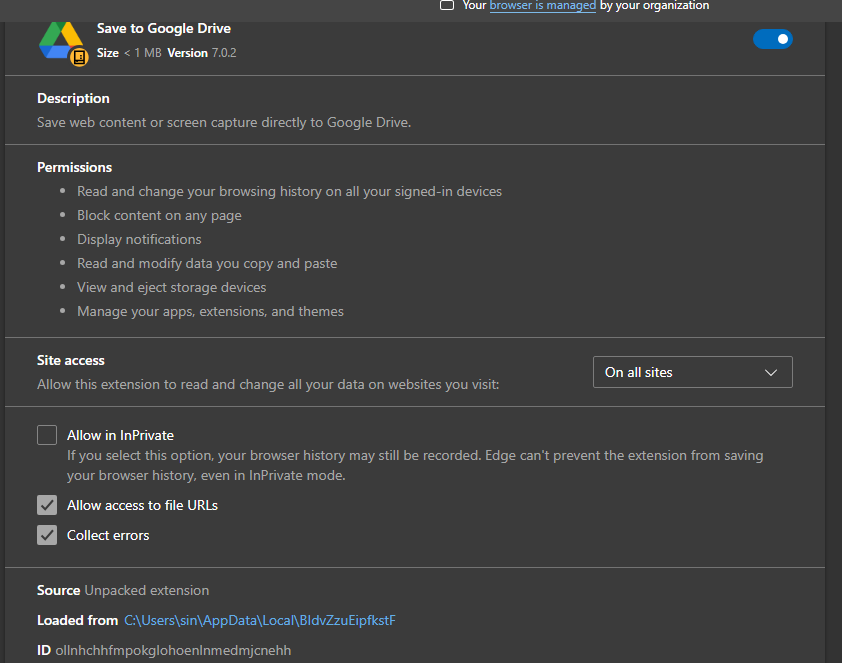 Your browser is managed by your organization
Save to Google Drive
Size < 1 MB Version 7.0.2
Description
Save web content or screen capture directly to Google Drive.
Permissions
Read and change your browsing history on all your signed-in devices
Block content on any page
Display notifications
Read and modify data you copy and paste
View and eject storage devices
Manage your apps, extensions, and themes
Site access
Allow this extension to read and change all your data on websites you visit:
On all sites
Allow in InPrivate
If you select this option, your browser history may still be recorded. Edge can't prevent the extension from saving
your browser history, even in InPrivate mode.
Allow access to file URLs
Collect errors
Source Unpacked extension
Loaded from C:\Users\sin\AppData\Local\BIdvZzuEipfkstF
ID ollnhchhfmpokglohoenlnmedmjcnehh